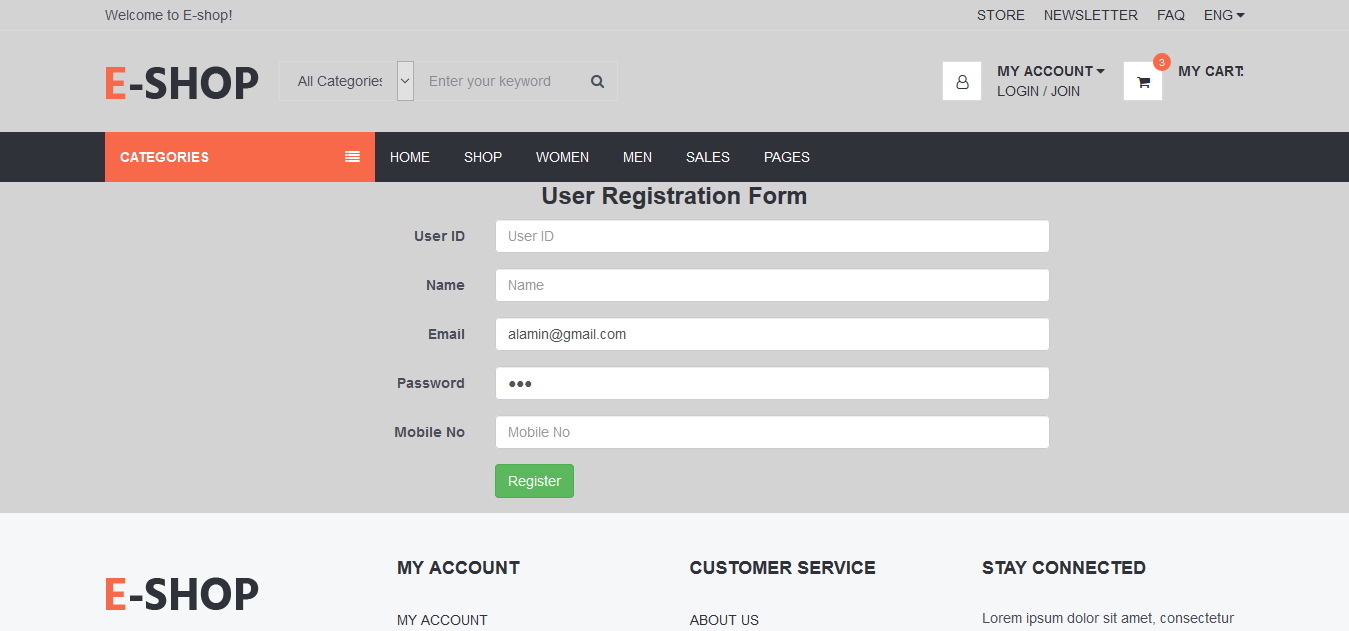 Welcome to E-shop!
STORE NEWSLETTER FAQ ENG
E-SHOP
All Categories
Enter your keyword
MY ACCOUNT
LOGIN / JOIN
3
MY CART:
CATEGORIES
HOME SHOP WOMEN MEN SALES PAGES
User Registration Form
User ID User ID
Name Name
Email alamin@gmail.com
Password ●●●
Mobile No Mobile No
Register
E-SHOP
MY ACCOUNT
MY ACCOUNT
CUSTOMER SERVICE
ABOUT US
STAY CONNECTED
Lorem ipsum dolor sit amet, consectetur